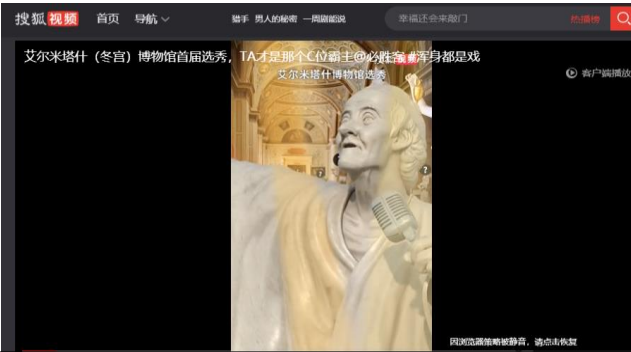 搜狐视频 首页 导航 猎手 男人的秘密 一周剧能说 幸福还会来敲门 热播榜
艾尔米塔什（冬宫）博物馆首届选秀，TA才是那个C位霸主@必胜客 #浑身都是戏
艾尔米塔什博物馆选秀
客户端播放
?
?
因浏览器策略被静音，请点击恢复